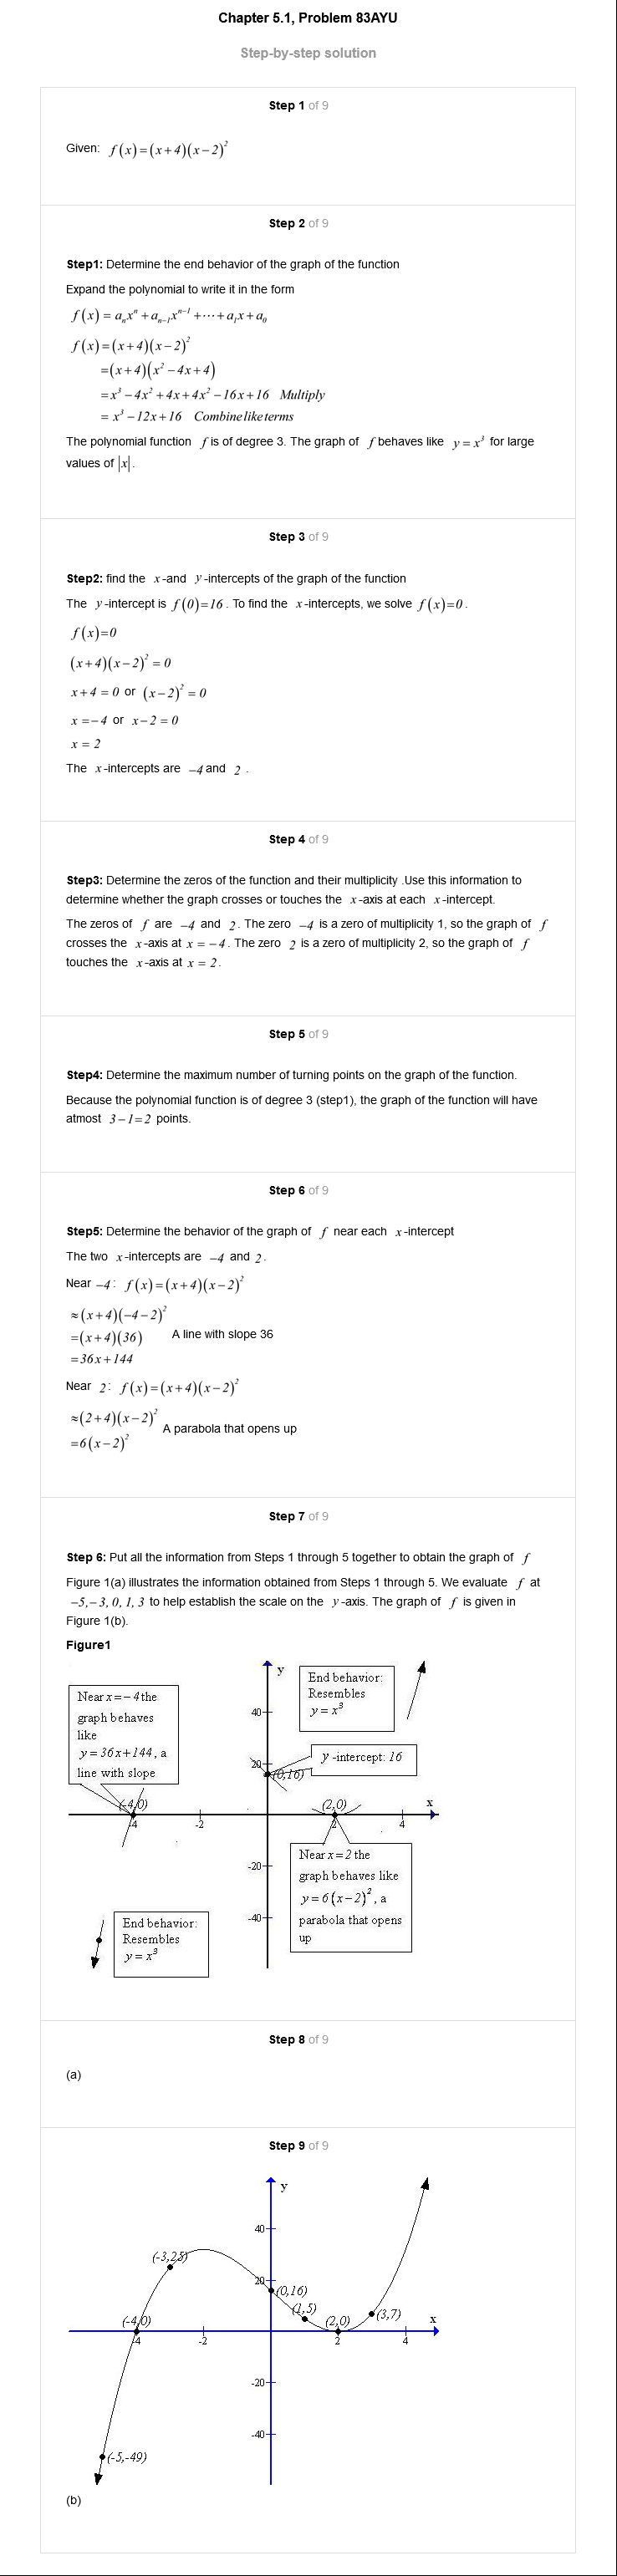 Chapter 5.1, Problem 83AYU
Step-by-step solution
Step 1 of 9
Given: f(x)=(x+4)(x−2)²
Step 2 of 9
Step1: Determine the end behavior of the graph of the function
Expand the polynomial to write it in the form
f(x) = aₙxⁿ + aₙ₋₁xⁿ⁻¹ + ⋯ + a₁x + a₀
f(x)=(x+4)(x−2)²
=(x+4)(x²−4x+4)
=x³−4x²+4x+4x²−16x+16 Multiply
= x³−12x+16 Combine like terms
The polynomial function f is of degree 3. The graph of f behaves like y = x³ for large
values of |x|.
Step 3 of 9
Step2: find the x-and y-intercepts of the graph of the function
The y-intercept is f(0)=16. To find the x-intercepts, we solve f(x)=0.
f(x)=0
(x+4)(x−2)² = 0
x+4 = 0 or (x−2)² = 0
x = −4 or x−2 = 0
x = 2
The x-intercepts are −4 and 2 .
Step 4 of 9
Step3: Determine the zeros of the function and their multiplicity .Use this information to
determine whether the graph crosses or touches the x-axis at each x-intercept.
The zeros of f are −4 and 2. The zero −4 is a zero of multiplicity 1, so the graph of f
crosses the x-axis at x = −4. The zero 2 is a zero of multiplicity 2, so the graph of f
touches the x-axis at x = 2.
Step 5 of 9
Step4: Determine the maximum number of turning points on the graph of the function.
Because the polynomial function is of degree 3 (step1), the graph of the function will have
atmost 3−1=2 points.
Step 6 of 9
Step5: Determine the behavior of the graph of f near each x-intercept
The two x-intercepts are −4 and 2.
Near −4: f(x)=(x+4)(x−2)²
≈(x+4)(−4−2)²
=(x+4)(36) A line with slope 36
=36x+144
Near 2: f(x)=(x+4)(x−2)²
≈(2+4)(x−2)² A parabola that opens up
=6(x−2)²
Step 7 of 9
Step 6: Put all the information from Steps 1 through 5 together to obtain the graph of f
Figure 1(a) illustrates the information obtained from Steps 1 through 5. We evaluate f at
−5,−3, 0, 1, 3 to help establish the scale on the y-axis. The graph of f is given in
Figure 1(b).
Figure1
y
End behavior:
Resembles
y = x³
Near x = −4 the
graph behaves
like
y = 36x+144, a
line with slope
40
y-intercept: 16
20
(0,16)
(-4,0)
(2,0)
x
-4
-2
2
4
Near x = 2 the
graph behaves like
y = 6(x−2)², a
parabola that opens
up
-20
-40
End behavior:
Resembles
y = x³
Step 8 of 9
(a)
Step 9 of 9
y
40
(-3,25)
20
(0,16)
(1,5)
(-4,0)
(2,0)
(3,7)
x
-4
-2
2
4
-20
-40
(-5,-49)
(b)